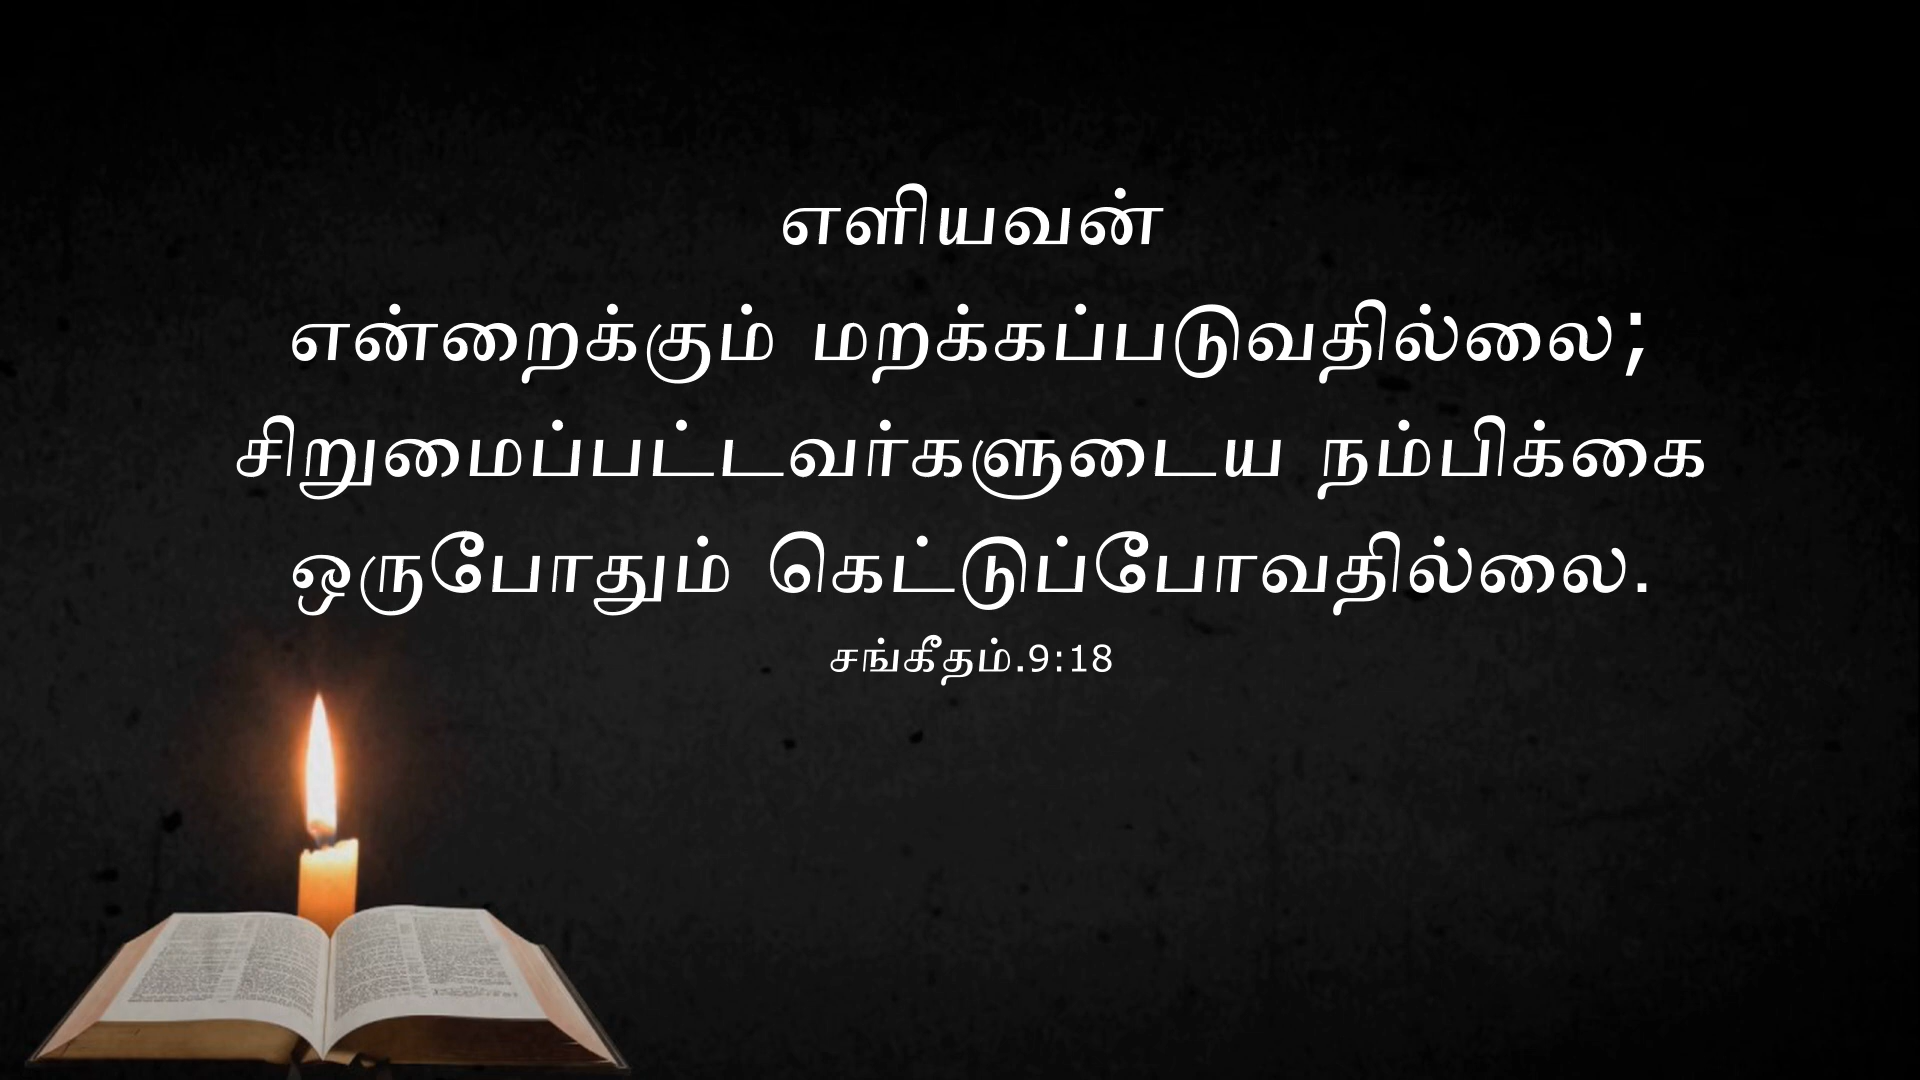 எளியவன்
என்றைக்கும் மறக்கப்படுவதில்லை;
சிறுமைப்பட்டவர்களுடைய நம்பிக்கை
ஒருபோதும் கெட்டுப்போவதில்லை.
சங்கீதம்.9:18